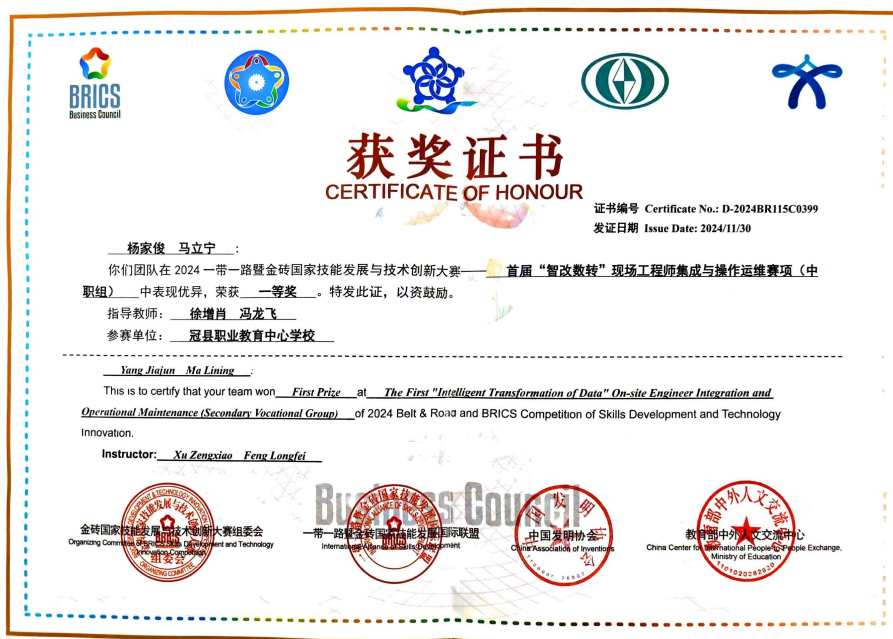 BRICS
Business Council
获奖证书
CERTIFICATE OF HONOUR
证书编号 Certificate No.: D-2024BR115C0399
发证日期 Issue Date: 2024/11/30
杨家俊 马立宁：
你们团队在 2024 一带一路暨金砖国家技能发展与技术创新大赛—— 首届“智改数转”现场工程师集成与操作运维赛项（中
职组） 中表现优异，荣获 一等奖 。特发此证，以资鼓励。
指导教师： 徐增肖 冯龙飞
参赛单位： 冠县职业教育中心学校
Yang Jiajun Ma Lining :
This is to certify that your team won First Prize at The First "Intelligent Transformation of Data" On-site Engineer Integration and
Operational Maintenance (Secondary Vocational Group) of 2024 Belt & Road and BRICS Competition of Skills Development and Technology
Innovation.
Instructor: Xu Zengxiao Feng Longfei
Business Council
金砖国家技能发展与技术创新大赛组委会
Organizing Committee of BRICS Skills Development and Technology
Innovation Competition
一带一路暨金砖国家技能发展国际联盟
International Alliance of Skills Development
中国发明协会
China Association of Inventions
教育部中外人文交流中心
China Center for International People-to-People Exchange,
Ministry of Education